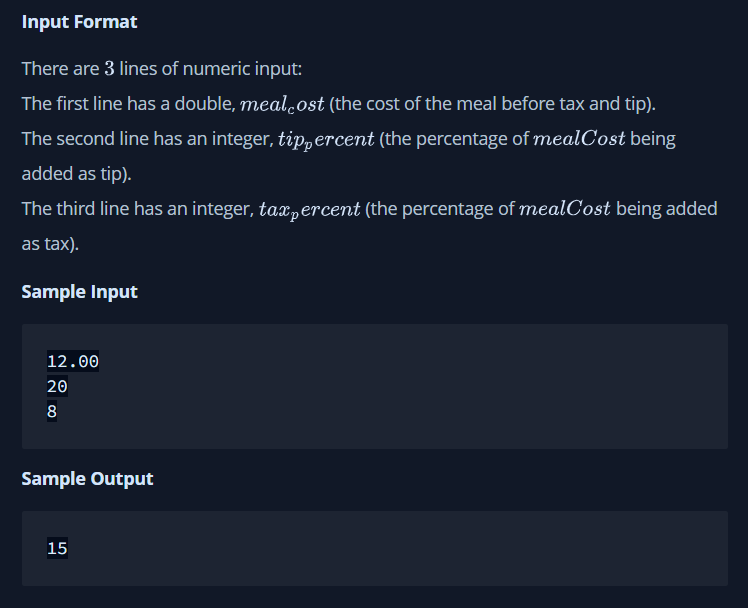 Input Format
There are 3 lines of numeric input:
The first line has a double, meal_cost (the cost of the meal before tax and tip).
The second line has an integer, tip_percent (the percentage of mealCost being
added as tip).
The third line has an integer, tax_percent (the percentage of mealCost being added
as tax).
Sample Input
12.00
20
8
Sample Output
15